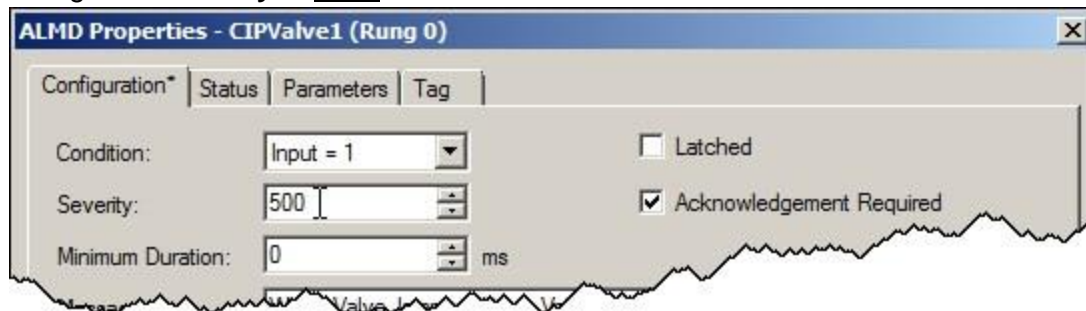 ALMD Properties - CIPValve1 (Rung 0)
Configuration* Status Parameters Tag
Condition: Input = 1 Latched
Severity: 500 Acknowledgement Required
Minimum Duration: 0 ms